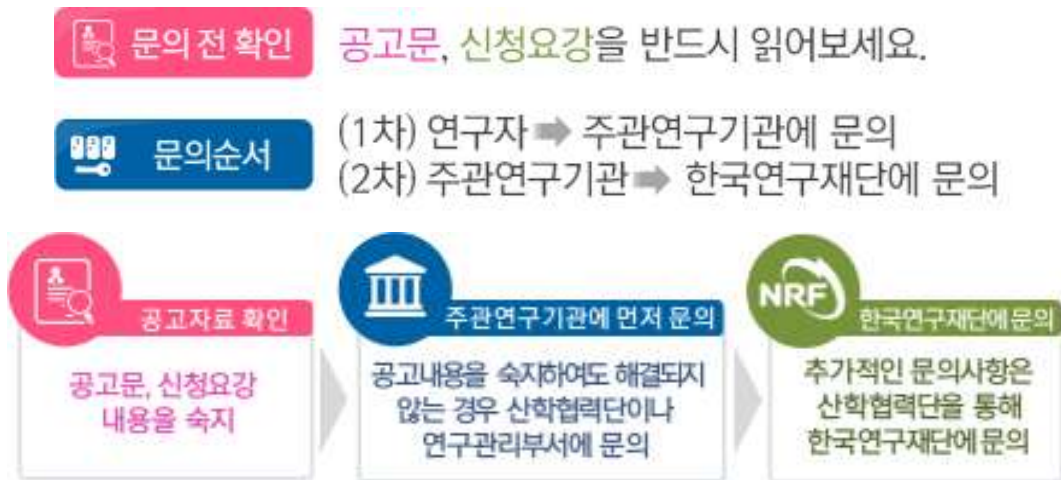 문의 전 확인 공고문, 신청요강을 반드시 읽어보세요.
문의순서
(1차) 연구자 ➡ 주관연구기관에 문의
(2차) 주관연구기관 ➡ 한국연구재단에 문의
공고자료 확인
공고문, 신청요강
내용을 숙지
주관연구기관에 먼저 문의
공고내용을 숙지하여도 해결되지
않는 경우 산학협력단이나
연구관리부서에 문의
NRF
한국연구재단에 문의
추가적인 문의사항은
산학협력단을 통해
한국연구재단에 문의